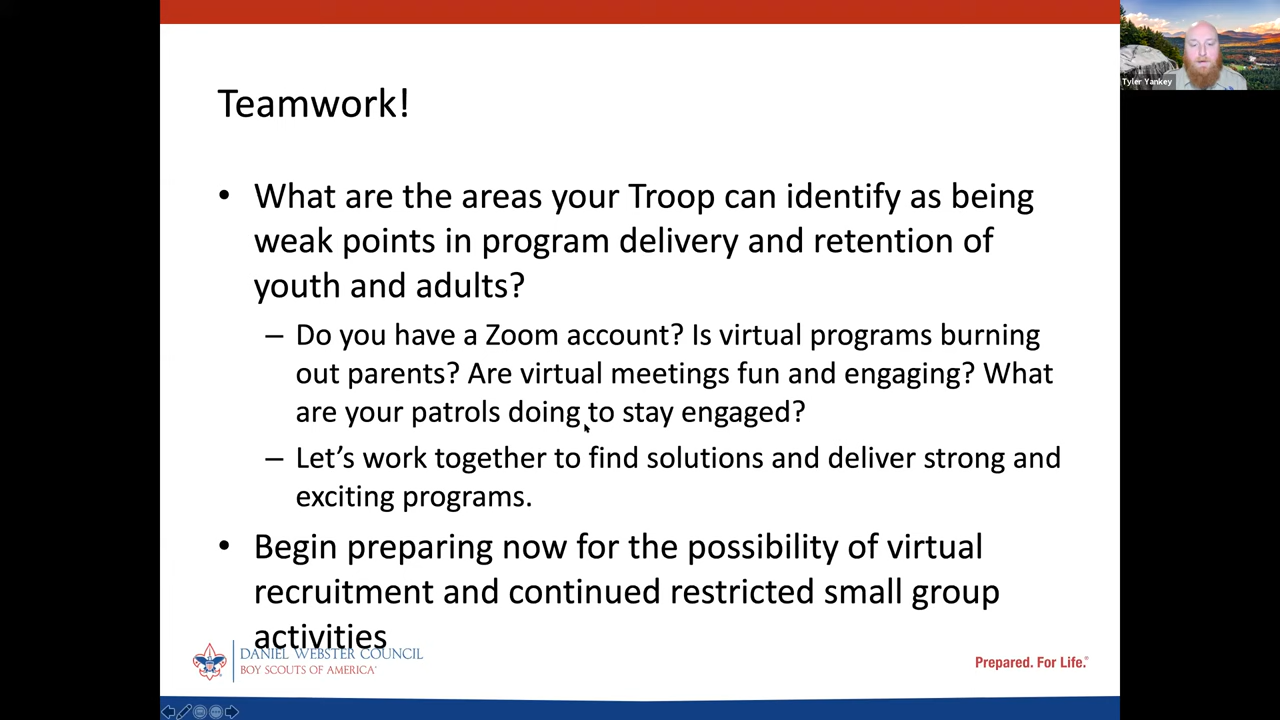 Teamwork!
• What are the areas your Troop can identify as being
weak points in program delivery and retention of
youth and adults?
– Do you have a Zoom account? Is virtual programs burning
out parents? Are virtual meetings fun and engaging? What
are your patrols doing to stay engaged?
– Let's work together to find solutions and deliver strong and
exciting programs.
• Begin preparing now for the possibility of virtual
recruitment and continued restricted small group
activities
DANIEL WEBSTER COUNCIL
BOY SCOUTS OF AMERICA®
Prepared. For Life.®
Tyler Yankey